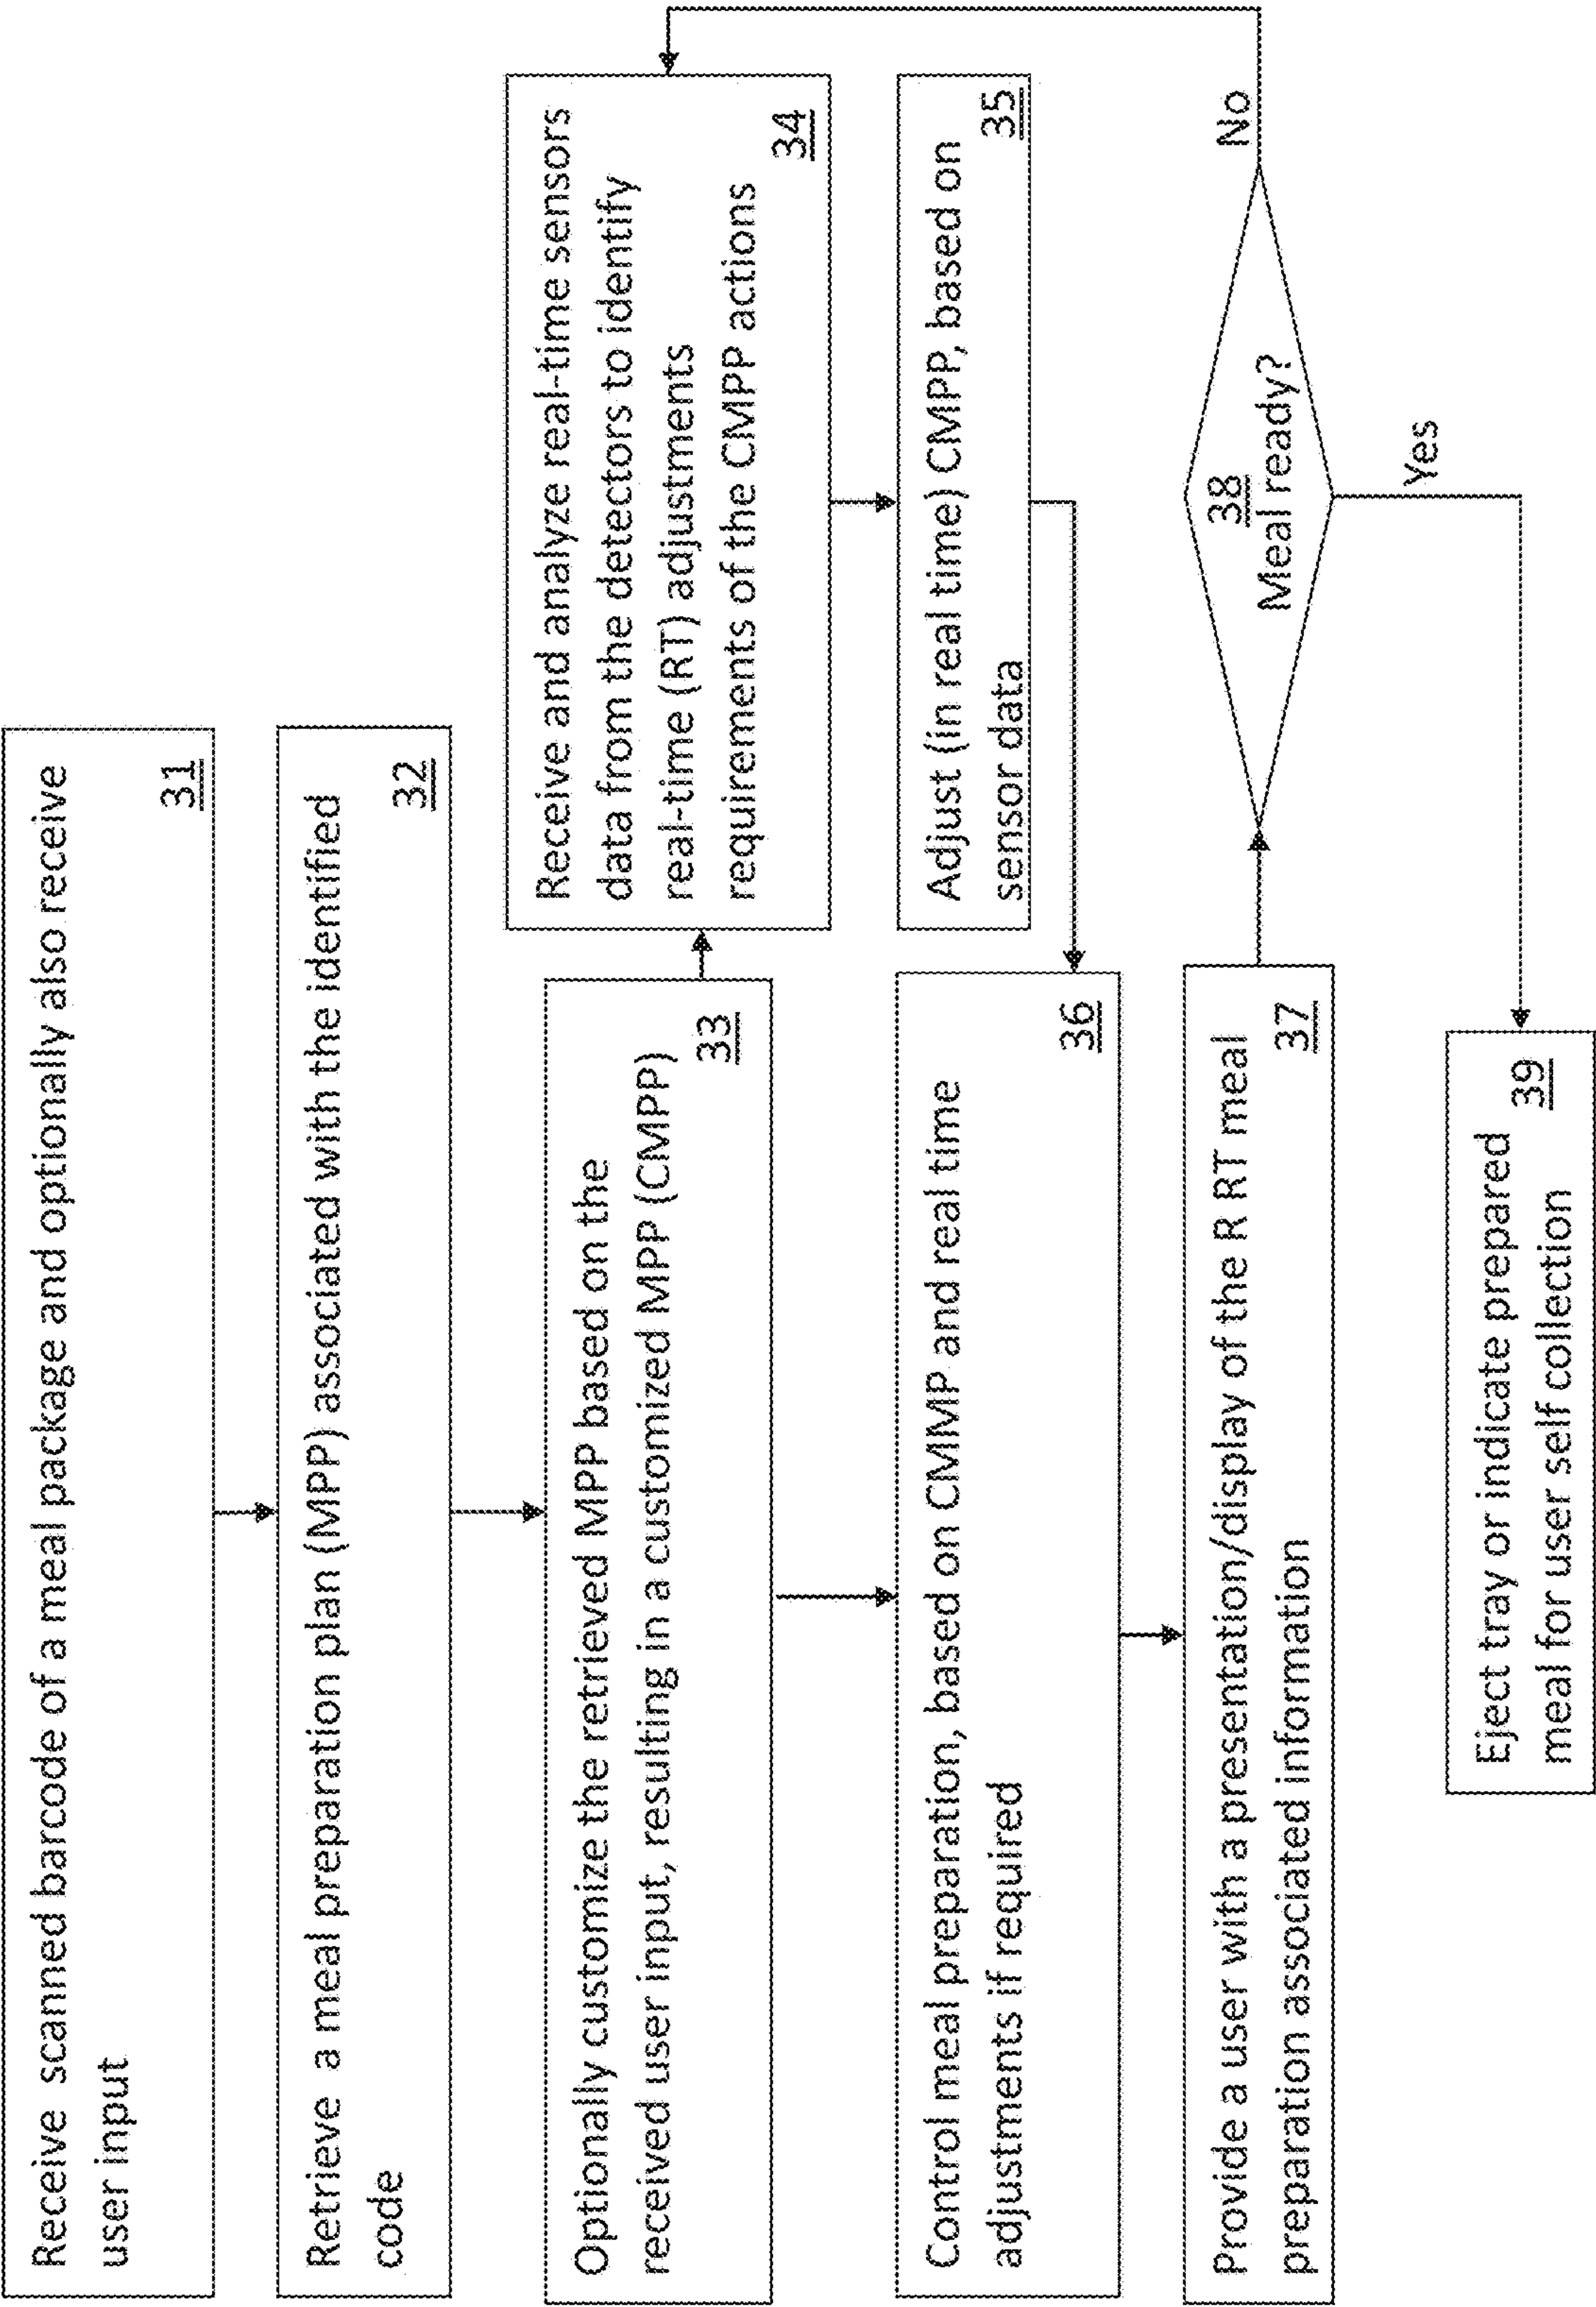 Receive scanned barcode of a meal package and optionally also receive
user input
31
Retrieve a meal preparation plan (MPP) associated with the identified
code
32
Optionally customize the retrieved MPP based on the
received user input, resulting in a customized MPP (CMPP)
33
Receive and analyze real-time sensors
data from the detectors to identify
real-time (RT) adjustments
requirements of the CMPP actions
34
Adjust (in real time) CMPP, based on
sensor data
35
Control meal preparation, based on CMMP and real time
adjustments if required
36
Provide a user with a presentation/display of the R RT meal
preparation associated information
37
38
Meal ready?
No
Yes
Eject tray or indicate prepared
meal for user self collection
39